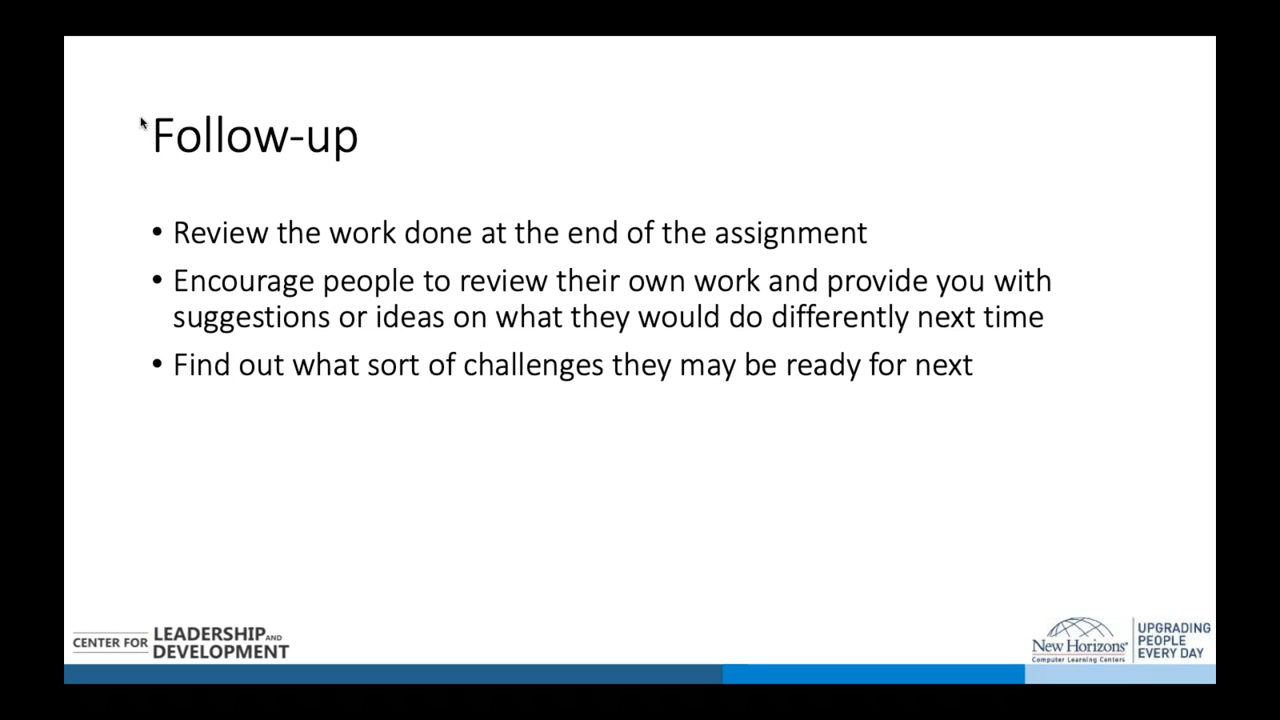 Follow-up
• Review the work done at the end of the assignment
• Encourage people to review their own work and provide you with
suggestions or ideas on what they would do differently next time
• Find out what sort of challenges they may be ready for next
CENTER FOR LEADERSHIP AND
DEVELOPMENT
New Horizons®
Computer Learning Centers
UPGRADING
PEOPLE
EVERY DAY